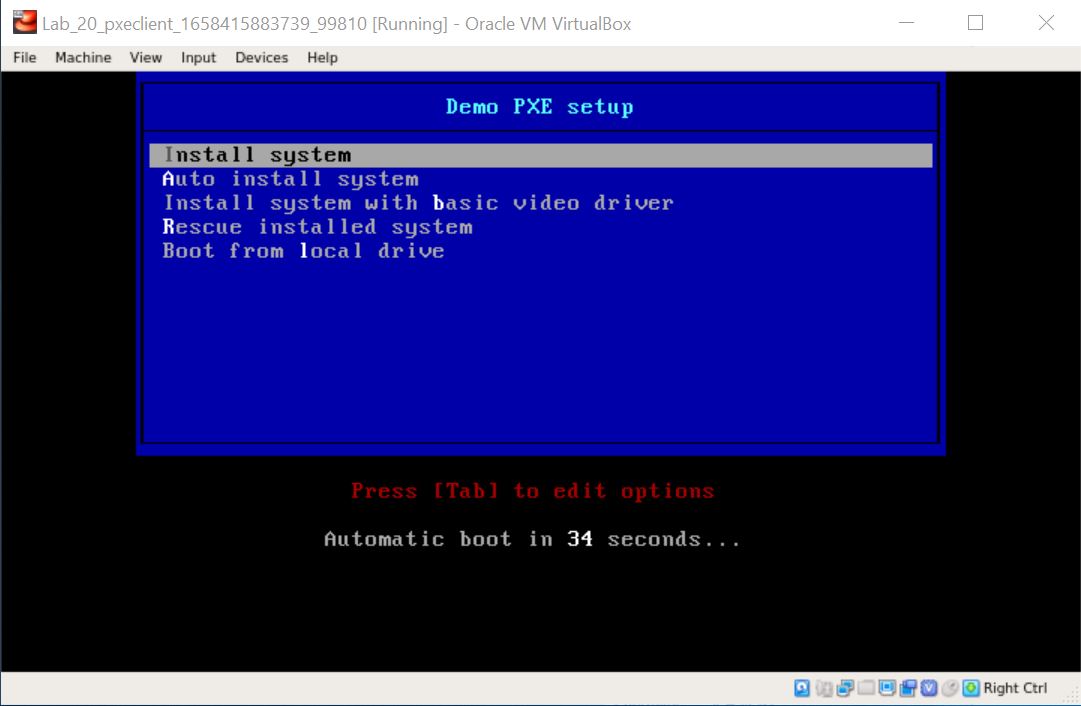 Lab_20_pxeclient_1658415883739_99810 [Running] - Oracle VM VirtualBox
File Machine View Input Devices Help
Demo PXE setup
Install system
Auto install system
Install system with basic video driver
Rescue installed system
Boot from local drive
Press [Tab] to edit options
Automatic boot in 34 seconds...
Right Ctrl